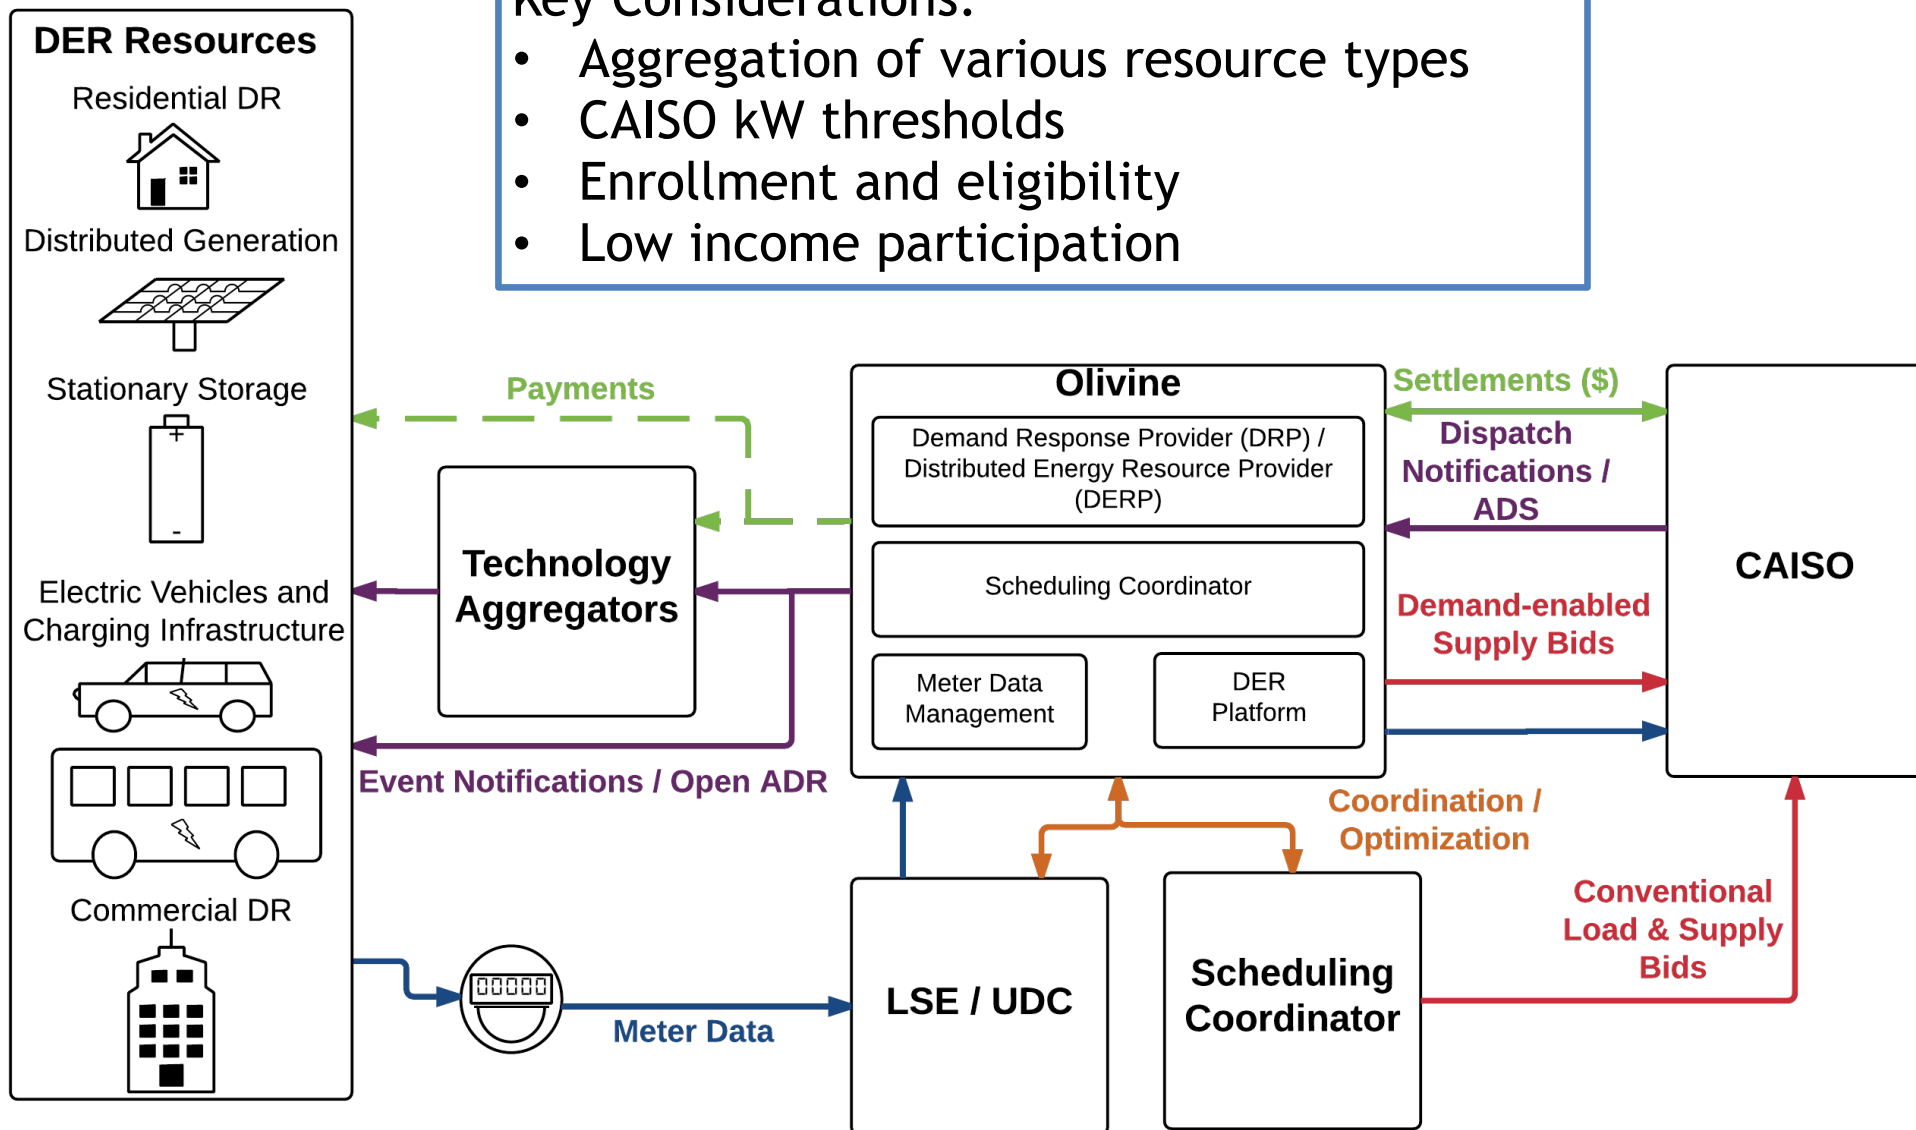 Key Considerations:
• Aggregation of various resource types
• CAISO kW thresholds
• Enrollment and eligibility
• Low income participation
DER Resources
Residential DR
Distributed Generation
Stationary Storage
+
-
Electric Vehicles and
Charging Infrastructure
Commercial DR
Payments
Technology
Aggregators
Event Notifications / Open ADR
Meter Data
Olivine
Demand Response Provider (DRP) /
Distributed Energy Resource Provider
(DERP)
Scheduling Coordinator
Meter Data
Management
DER
Platform
Settlements ($)
Dispatch
Notifications /
ADS
Demand-enabled
Supply Bids
CAISO
Coordination /
Optimization
LSE / UDC
Scheduling
Coordinator
Conventional
Load & Supply
Bids